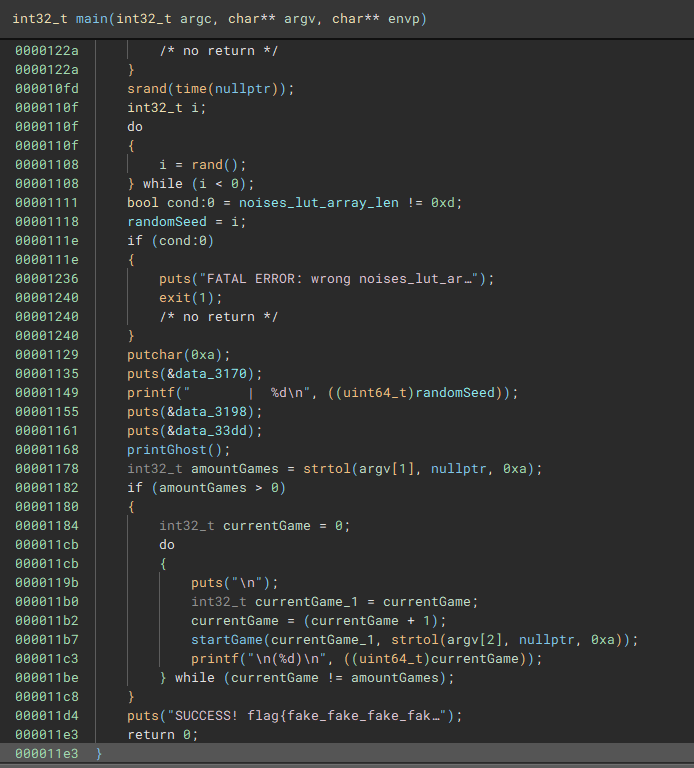 int32_t main(int32_t argc, char** argv, char** envp)
0000122a /* no return */
0000122a }
000010fd srand(time(nullptr));
0000110f int32_t i;
0000110f do
0000110f {
00001108 i = rand();
00001108 } while (i < 0);
00001111 bool cond:0 = noises_lut_array_len != 0xd;
00001118 randomSeed = i;
0000111e if (cond:0)
0000111e {
00001236 puts("FATAL ERROR: wrong noises_lut_ar…");
00001240 exit(1);
00001240 /* no return */
00001240 }
00001129 putchar(0xa);
00001135 puts(&data_3170);
00001149 printf("        |  %d\n", ((uint64_t)randomSeed));
00001155 puts(&data_3198);
00001161 puts(&data_33dd);
00001168 printGhost();
00001178 int32_t amountGames = strtol(argv[1], nullptr, 0xa);
00001182 if (amountGames > 0)
00001180 {
00001184 int32_t currentGame = 0;
000011cb do
000011cb {
0000119b puts("\n");
000011b0 int32_t currentGame_1 = currentGame;
000011b2 currentGame = (currentGame + 1);
000011b7 startGame(currentGame_1, strtol(argv[2], nullptr, 0xa));
000011c3 printf("\n(%d)\n", ((uint64_t)currentGame));
000011be } while (currentGame != amountGames);
000011c8 }
000011d4 puts("SUCCESS! flag{fake_fake_fake_fak…");
000011e3 return 0;
000011e3 }